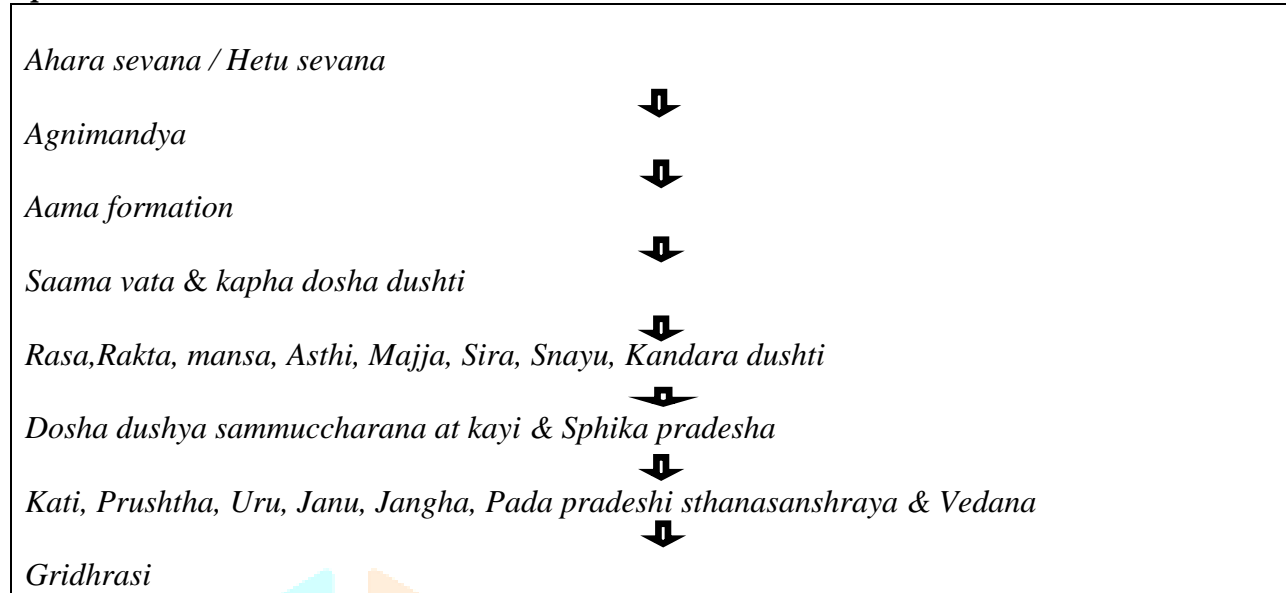 Ahara sevana / Hetu sevana
Agnimandya
Aama formation
Saama vata & kapha dosha dushti
Rasa,Rakta, mansa, Asthi, Majja, Sira, Snayu, Kandara dushti
Dosha dushya sammuccharana at kayi & Sphika pradesha
Kati, Prushtha, Uru, Janu, Jangha, Pada pradeshi sthanasanshraya & Vedana
Gridhrasi